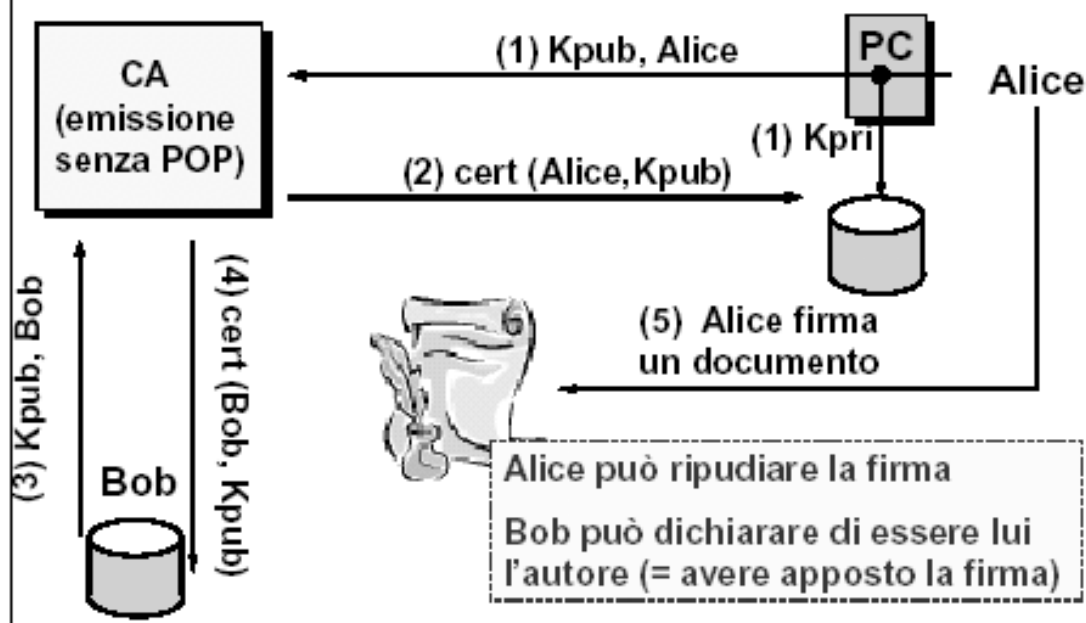 CA
(emissione
senza POP)
(1) Kpub, Alice
PC
Alice
(1) Kpri
(2) cert (Alice,Kpub)
(3) Kpub, Bob
(4) cert (Bob, Kpub)
Bob
(5) Alice firma
un documento
Alice può ripudiare la firma
Bob può dichiarare di essere lui
l'autore (= avere apposto la firma)